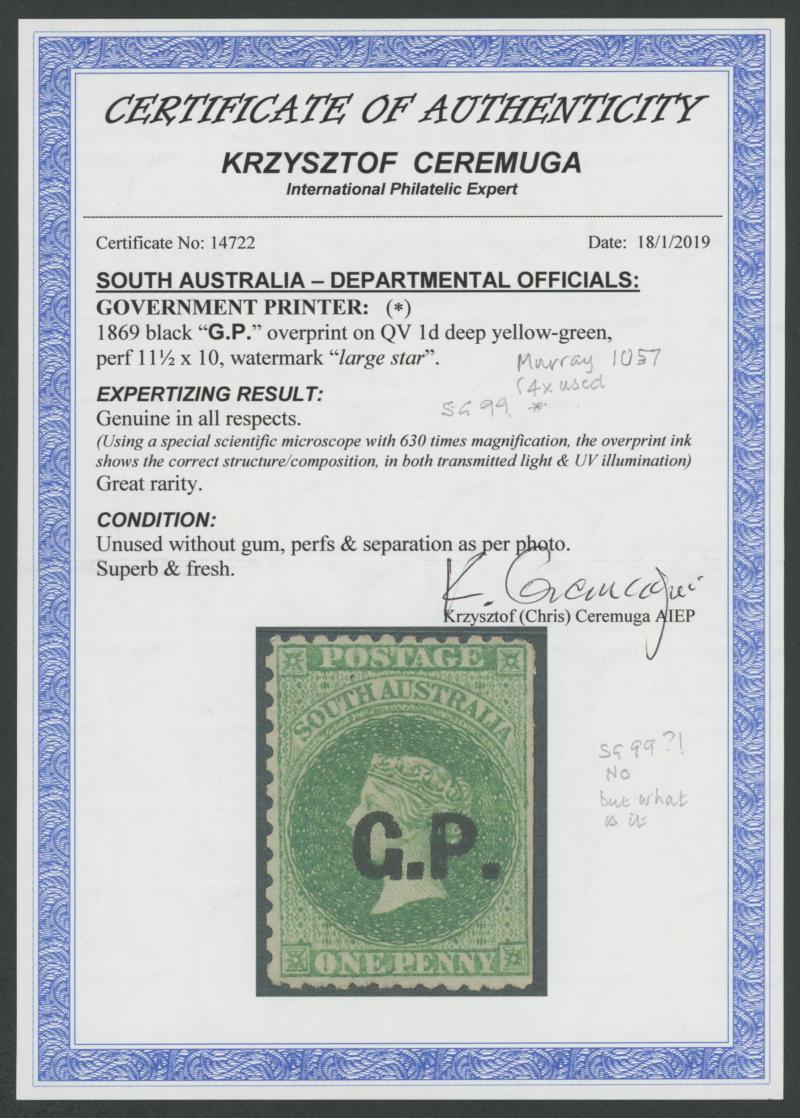 CERTIFICATE OF AUTHENTICITY
KRZYSZTOF CEREMUGA
International Philatelic Expert
Certificate No: 14722 Date: 18/1/2019
SOUTH AUSTRALIA – DEPARTMENTAL OFFICIALS:
GOVERNMENT PRINTER: (*)
1869 black “G.P.” overprint on QV 1d deep yellow-green,
perf 11½ x 10, watermark “large star”.
Murray 1057
(4x used
SG 99 *
EXPERTIZING RESULT:
Genuine in all respects.
(Using a special scientific microscope with 630 times magnification, the overprint ink
shows the correct structure/composition, in both transmitted light & UV illumination)
Great rarity.
CONDITION:
Unused without gum, perfs & separation as per photo.
Superb & fresh.
K. Ceremuga
Krzysztof (Chris) Ceremuga AIEP
POSTAGE
SOUTH AUSTRALIA
G.P.
ONE PENNY
SG 99?!
NO
but what
is it